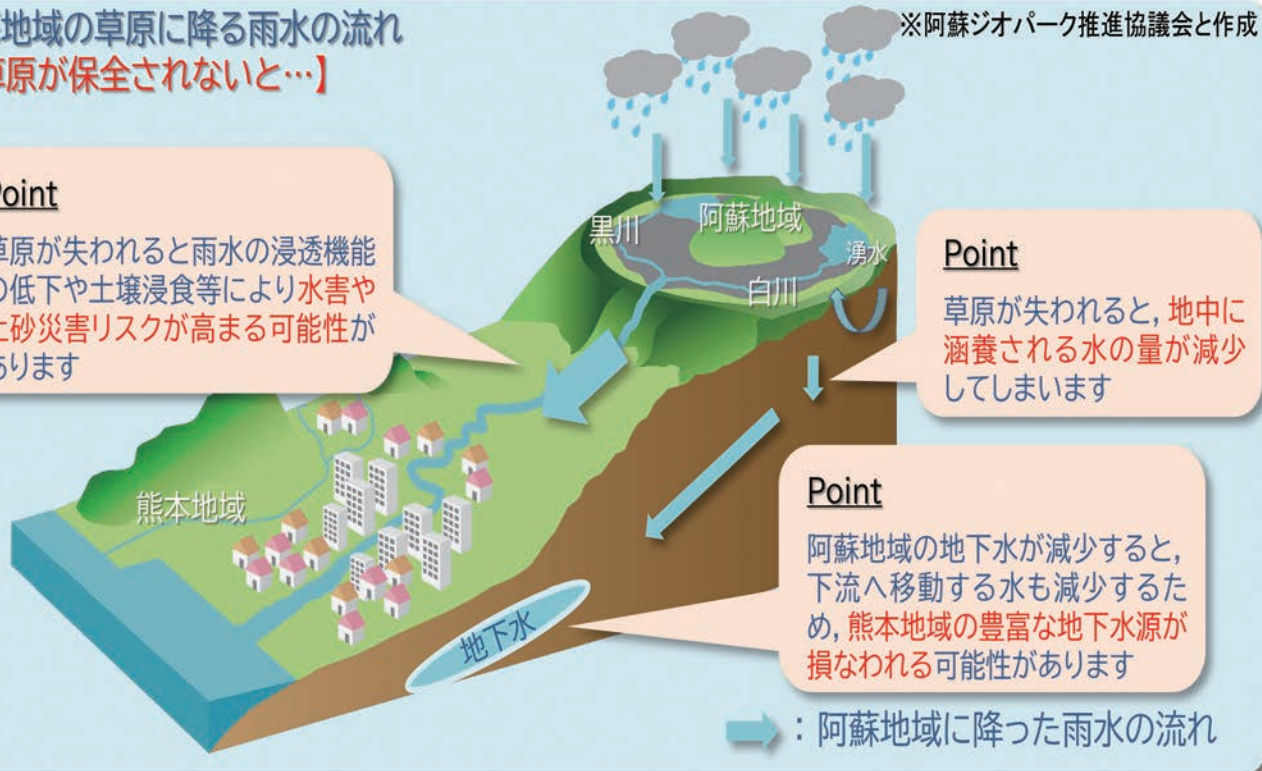 地域の草原に降る雨水の流れ
草原が保全されないと…】
※阿蘇ジオパーク推進協議会と作成
Point
草原が失われると雨水の浸透機能
の低下や土壌浸食等により水害や
土砂災害リスクが高まる可能性が
あります
黒川
阿蘇地域
湧水
白川
Point
草原が失われると，地中に
涵養される水の量が減少
してしまいます
熊本地域
Point
阿蘇地域の地下水が減少すると，
下流へ移動する水も減少するた
め，熊本地域の豊富な地下水源が
損なわれる可能性があります
地下水
：阿蘇地域に降った雨水の流れ